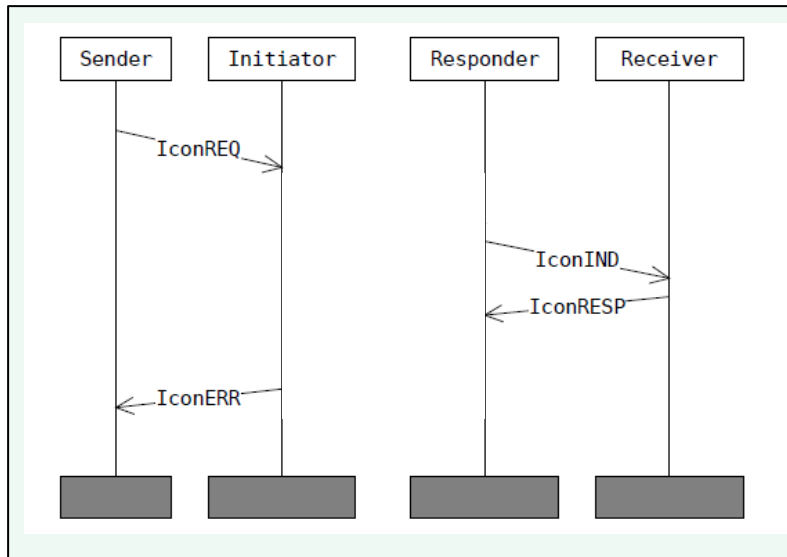 Sender Initiator Responder Receiver
IconREQ
IconIND
IconRESP
IconERR